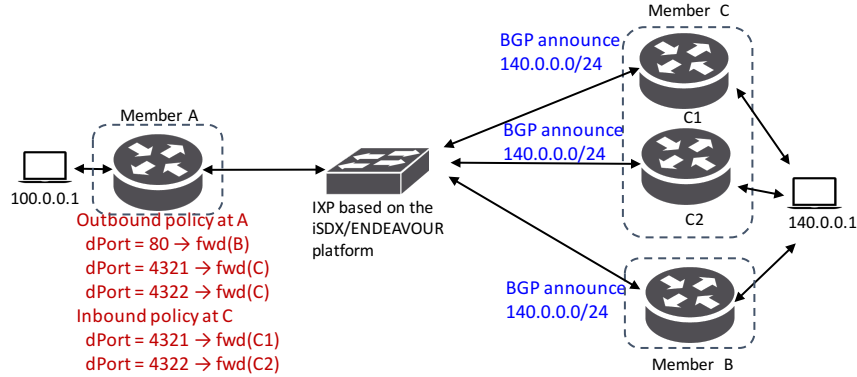 Member C
BGP announce
140.0.0.0/24
C1
Member A
BGP announce
140.0.0.0/24
100.0.0.1
IXP based on the
iSDX/ENDEAVOUR
platform
C2
140.0.0.1
Outbound policy at A
dPort = 80 → fwd(B)
dPort = 4321 → fwd(C)
dPort = 4322 → fwd(C)
Inbound policy at C
dPort = 4321 → fwd(C1)
dPort = 4322 → fwd(C2)
BGP announce
140.0.0.0/24
Member B